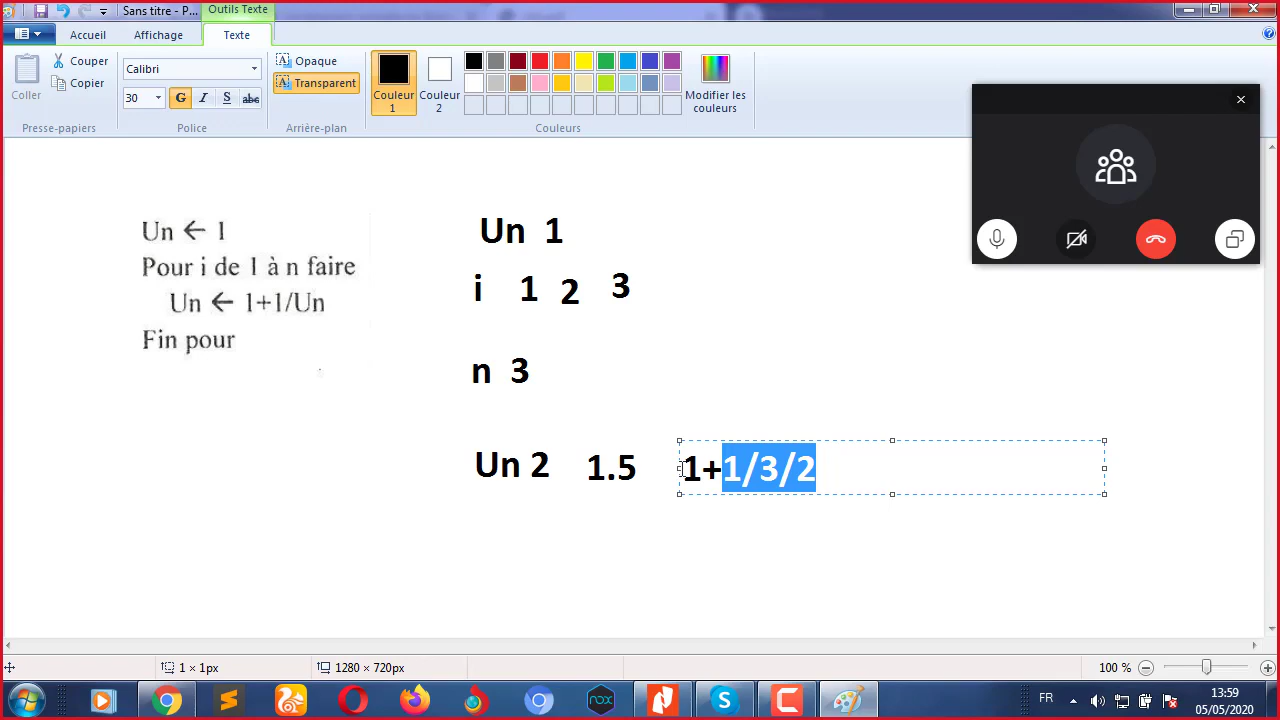 Sans titre - P...
Outils Texte
Accueil
Affichage
Texte
Coller
Couper
Copier
Presse-papiers
Calibri
30
G I S abc
Police
Opaque
Transparent
Arrière-plan
Couleur
1
Couleur
2
Modifier les
couleurs
Couleurs
Un ← 1
Pour i de 1 à n faire
Un ← 1+1/Un
Fin pour
Un 1
i 1 2 3
n 3
Un 2 1.5 1+1/3/2
1 × 1px
1280 × 720px
100 %
nox
FR
13:59
05/05/2020